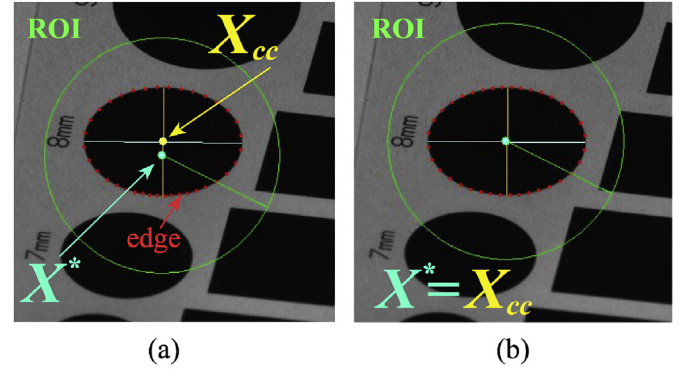 ROI
X_cc
8mm
edge
7mm
X*
(a)
ROI
8mm
7mm
X* = X_cc
(b)